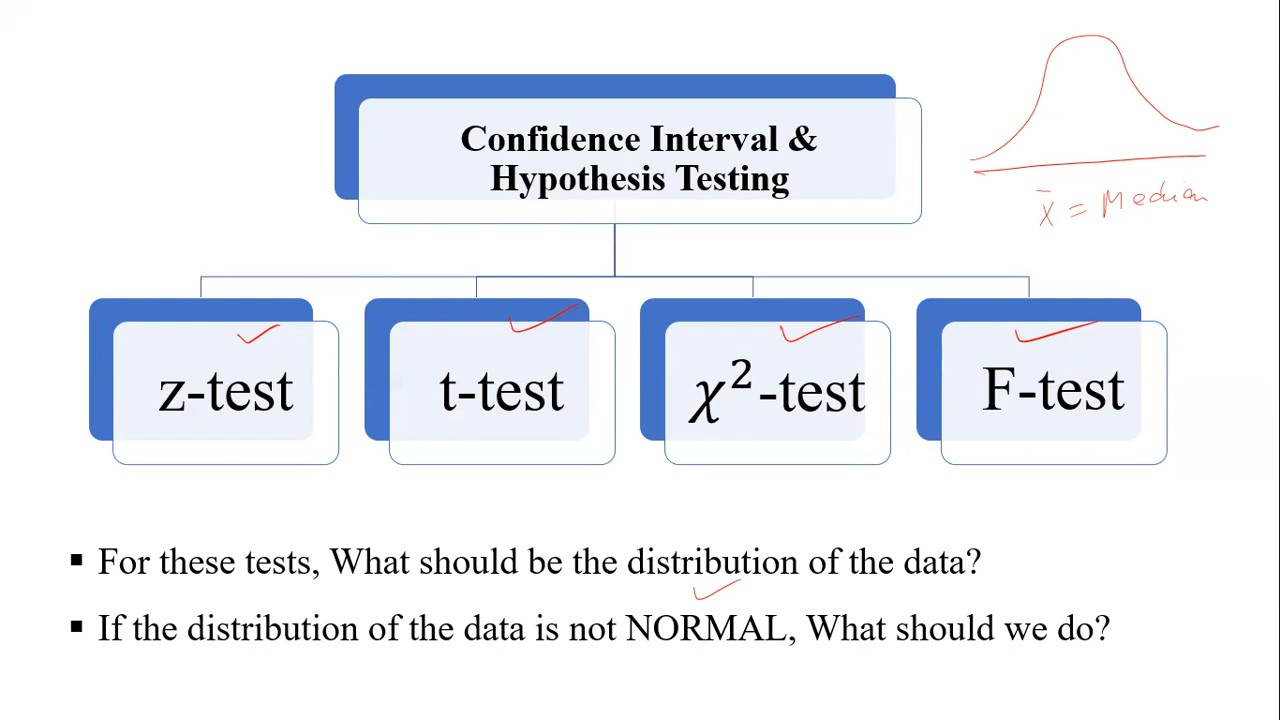 Confidence Interval &
Hypothesis Testing
x̄ = Median
z-test
t-test
χ²-test
F-test
▪ For these tests, What should be the distribution of the data?
▪ If the distribution of the data is not NORMAL, What should we do?